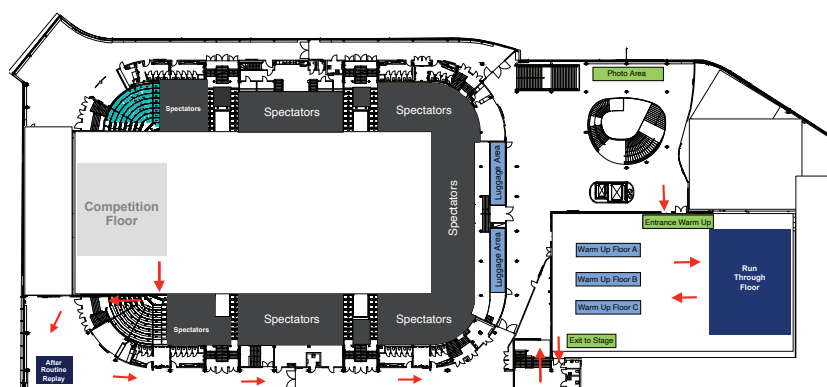 Photo Area
Spectators
Spectators
Spectators
Competition
Floor
Spectators
Luggage Area
Luggage Area
Entrance Warm Up
Warm Up Floor A
Warm Up Floor B
Warm Up Floor C
Run
Through
Floor
Spectators
Spectators
Spectators
Exit to Stage
After
Routine
Replay